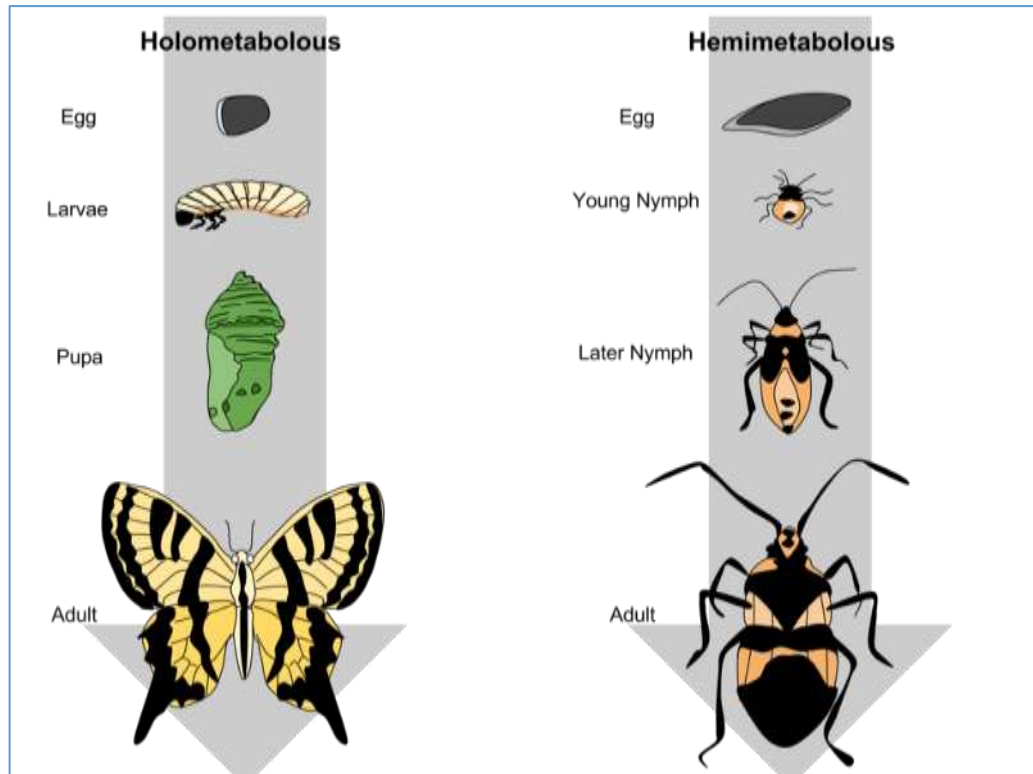 Holometabolous
Egg
Larvae
Pupa
Adult
Hemimetabolous
Egg
Young Nymph
Later Nymph
Adult